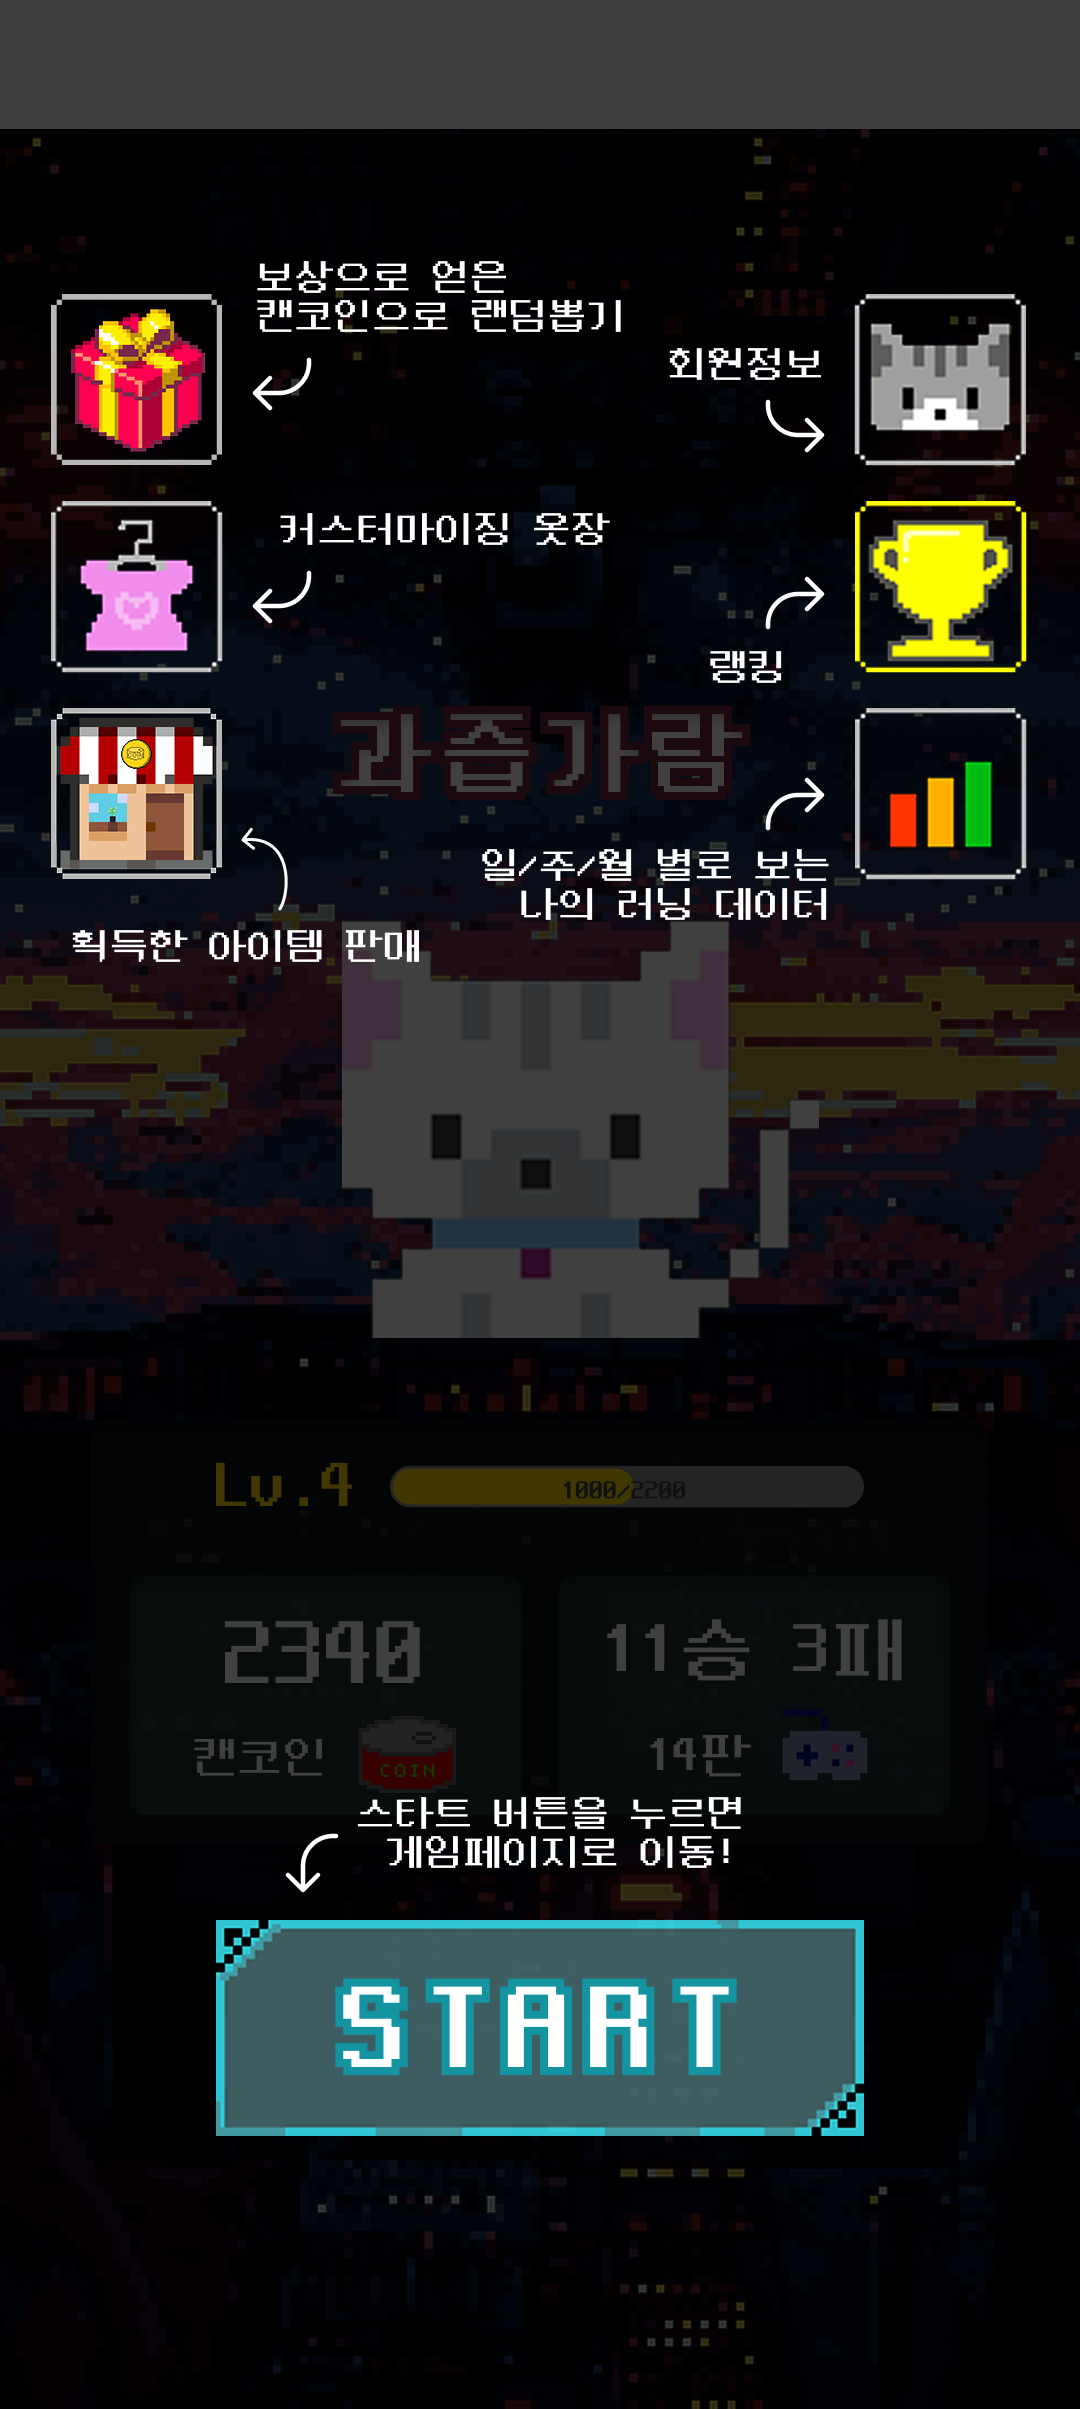 보상으로 얻은
캔코인으로 랜덤뽑기
회원정보
커스터마이징 옷장
랭킹
과즙가람
일/주/월 별로 보는
나의 러닝 데이터
획득한 아이템 판매
Lv.4
1000/2200
2340
11승 3패
캔코인
COIN
14판
스타트 버튼을 누르면
게임페이지로 이동!
START